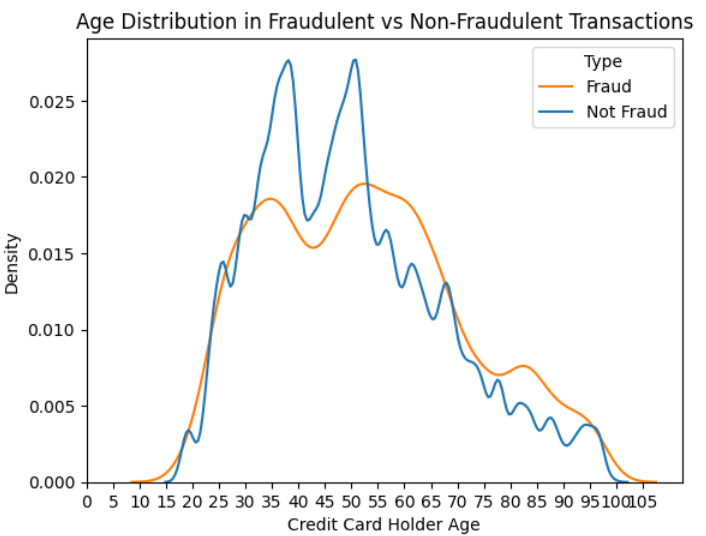 Age Distribution in Fraudulent vs Non-Fraudulent Transactions
Type
Fraud
Not Fraud
Density
0.025
0.020
0.015
0.010
0.005
0.000
0 5 10 15 20 25 30 35 40 45 50 55 60 65 70 75 80 85 90 95 100 105
Credit Card Holder Age